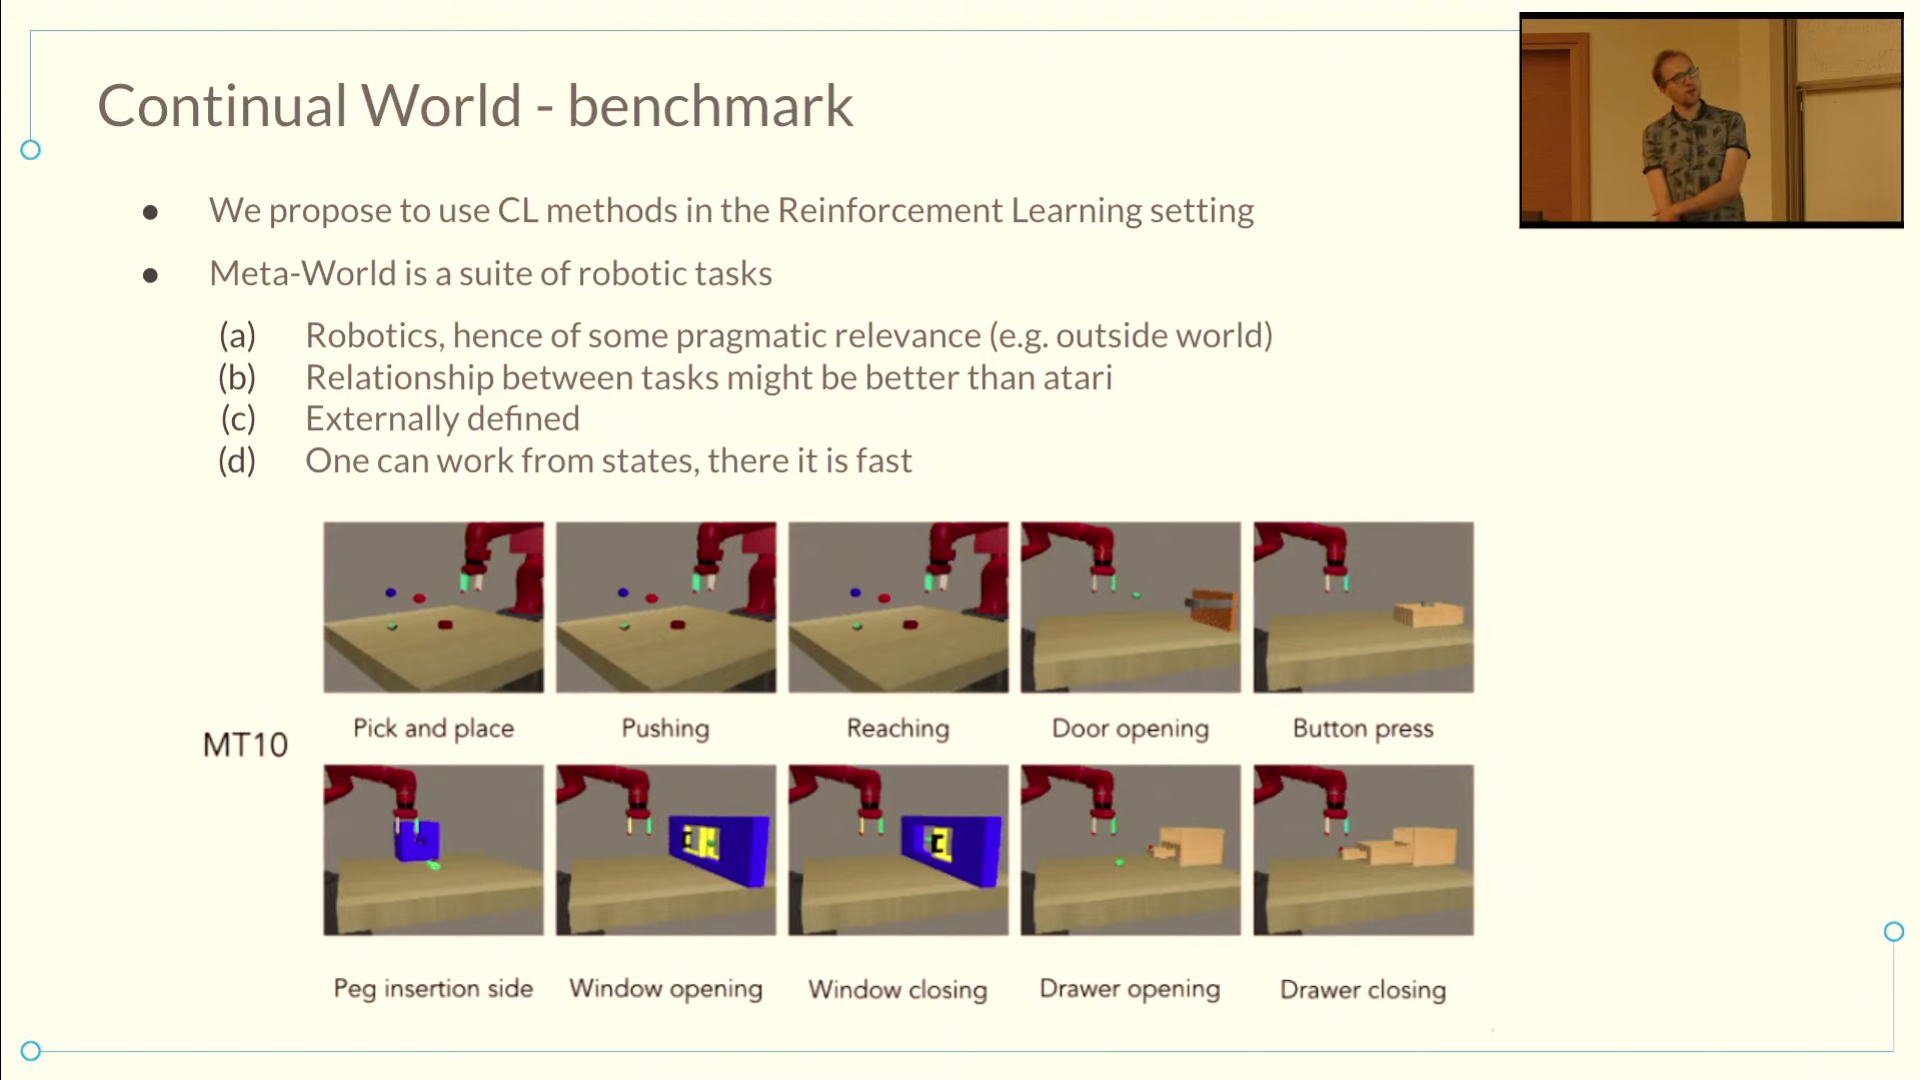 Continual World - benchmark
● We propose to use CL methods in the Reinforcement Learning setting
● Meta-World is a suite of robotic tasks
(a) Robotics, hence of some pragmatic relevance (e.g. outside world)
(b) Relationship between tasks might be better than atari
(c) Externally defined
(d) One can work from states, there it is fast
MT10
Pick and place Pushing Reaching Door opening Button press
Peg insertion side Window opening Window closing Drawer opening Drawer closing